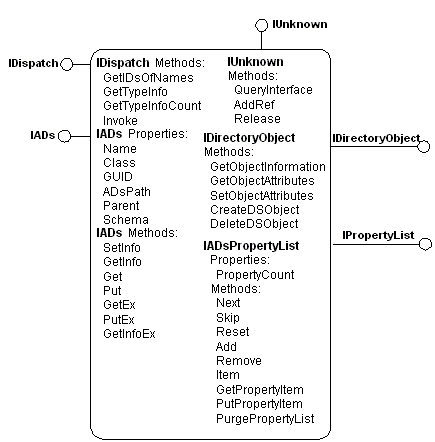 IUnknown
IDispatch
IDispatch Methods:
GetIDsOfNames
GetTypeInfo
GetTypeInfoCount
Invoke
IADs
IADs Properties:
Name
Class
GUID
ADsPath
Parent
Schema
IADs Methods:
SetInfo
GetInfo
Get
Put
GetEx
PutEx
GetInfoEx
IUnknown
Methods:
QueryInterface
AddRef
Release
IDirectoryObject
Methods:
GetObjectInformation
GetObjectAttributes
SetObjectAttributes
CreateDSObject
DeleteDSObject
IADsPropertyList
Properties:
PropertyCount
Methods:
Next
Skip
Reset
Add
Remove
Item
GetPropertyItem
PutPropertyItem
PurgePropertyList
IDirectoryObject
IPropertyList